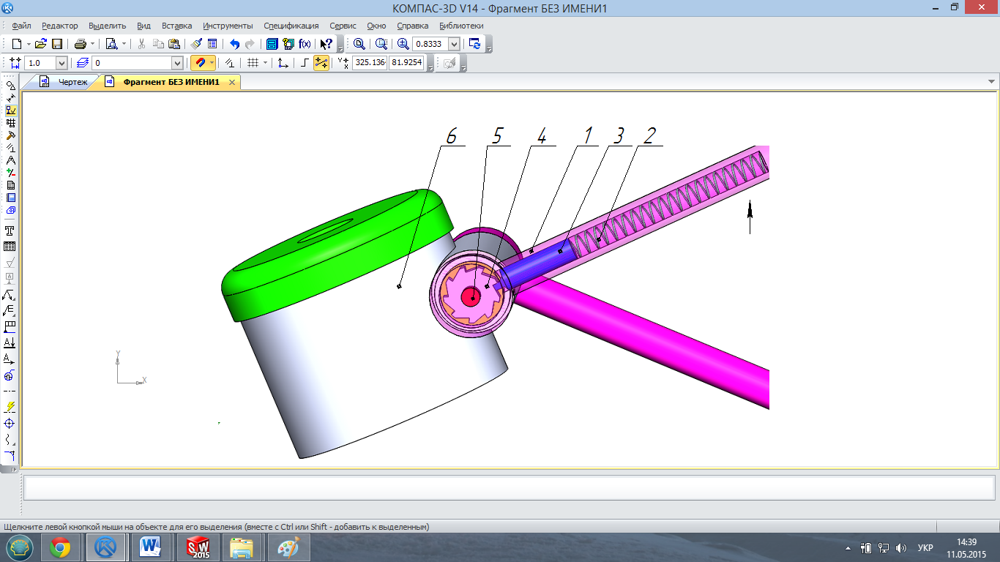 КОМПАС-3D V14 - Фрагмент БЕЗ ИМЕНИ1
Файл Редактор Выделить Вид Вставка Инструменты Спецификация Сервис Окно Справка Библиотеки
f(x) 0.8333
1.0 0 325.136 81.9254
Чертеж Фрагмент БЕЗ ИМЕНИ1
6 5 4 1 3 2
Y
X
Щелкните левой кнопкой мыши на объекте для его выделения (вместе с Ctrl или Shift - добавить к выделенным)
SW
2015
УКР
14:39
11.05.2015